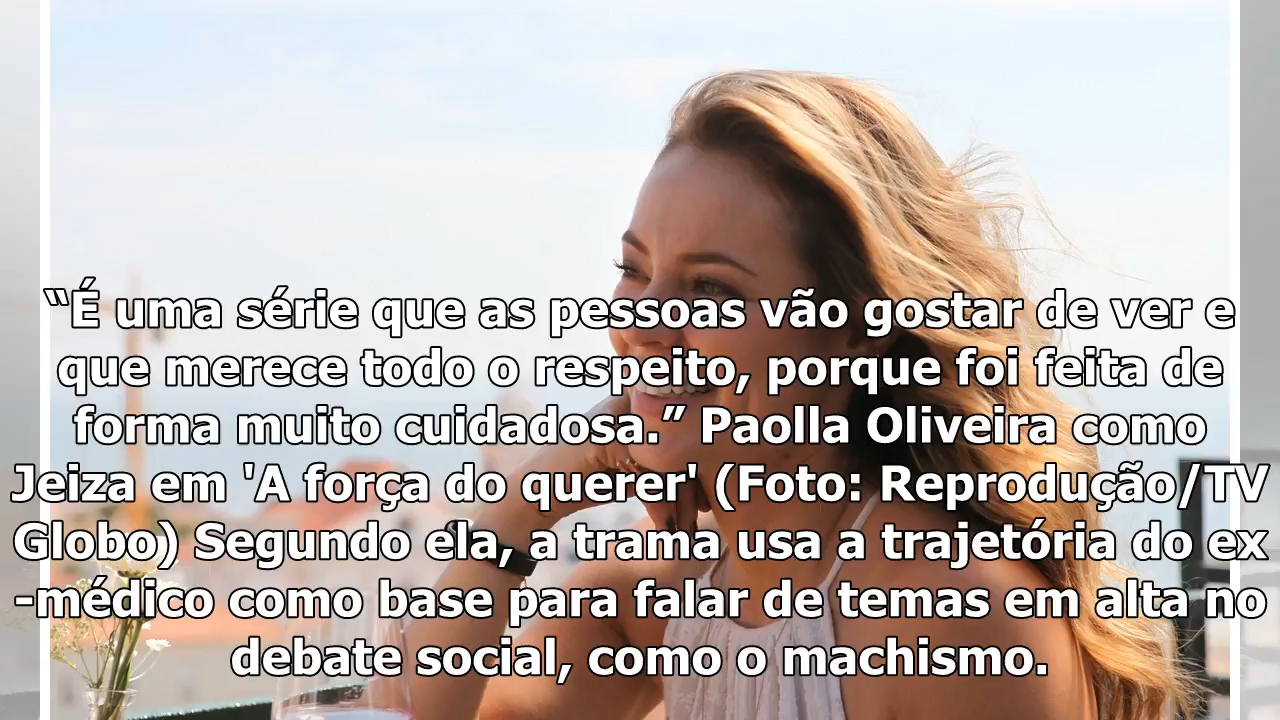 “É uma série que as pessoas vão gostar de ver e
que merece todo o respeito, porque foi feita de
forma muito cuidadosa.” Paolla Oliveira como
Jeiza em 'A força do querer' (Foto: Reprodução/TV
Globo) Segundo ela, a trama usa a trajetória do ex
-médico como base para falar de temas em alta no
debate social, como o machismo.